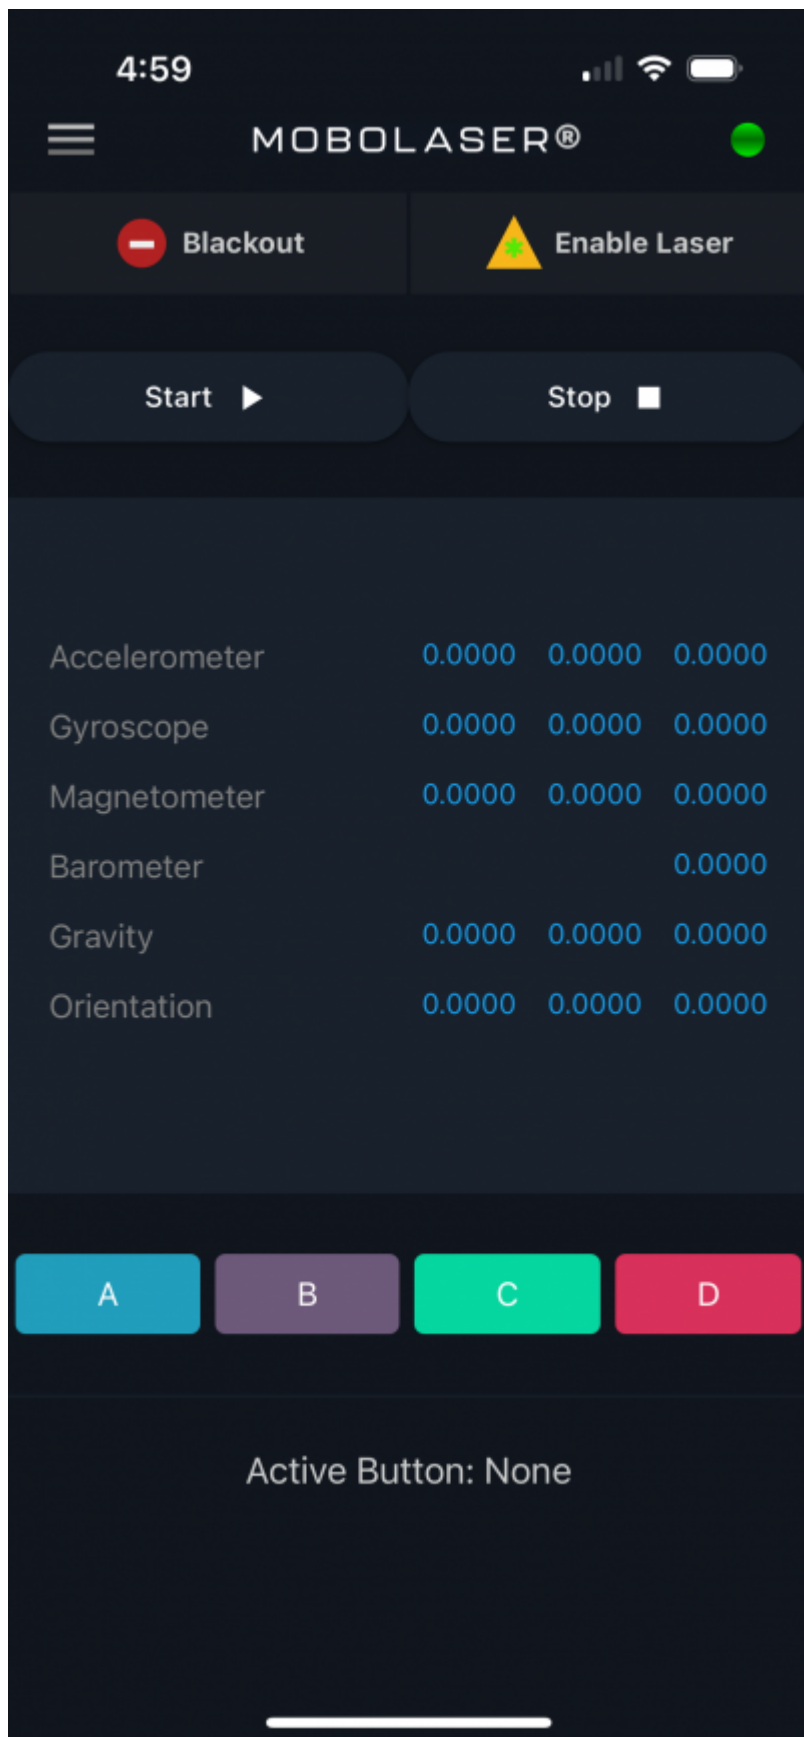 4:59
MOBOLASER®
Blackout Enable Laser
Start Stop
Accelerometer 0.0000 0.0000 0.0000
Gyroscope 0.0000 0.0000 0.0000
Magnetometer 0.0000 0.0000 0.0000
Barometer 0.0000
Gravity 0.0000 0.0000 0.0000
Orientation 0.0000 0.0000 0.0000
A B C D
Active Button: None